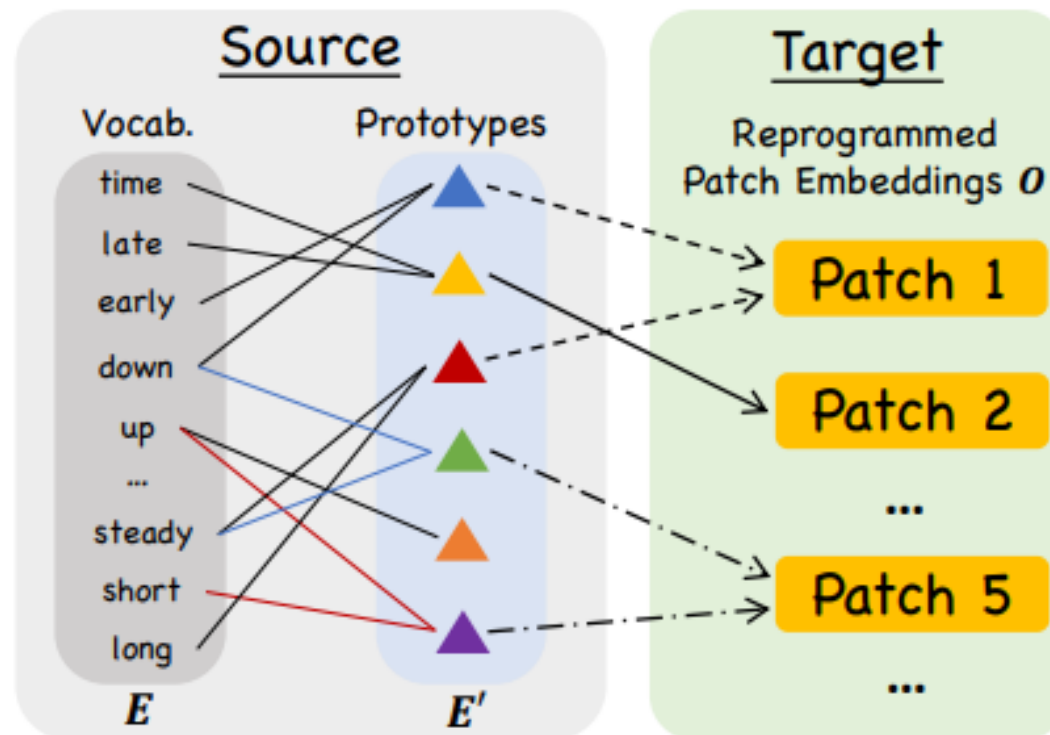 Source
Vocab.
Prototypes
time
late
early
down
up
...
steady
short
long
E
E'
Target
Reprogrammed
Patch Embeddings O
Patch 1
Patch 2
...
Patch 5
...